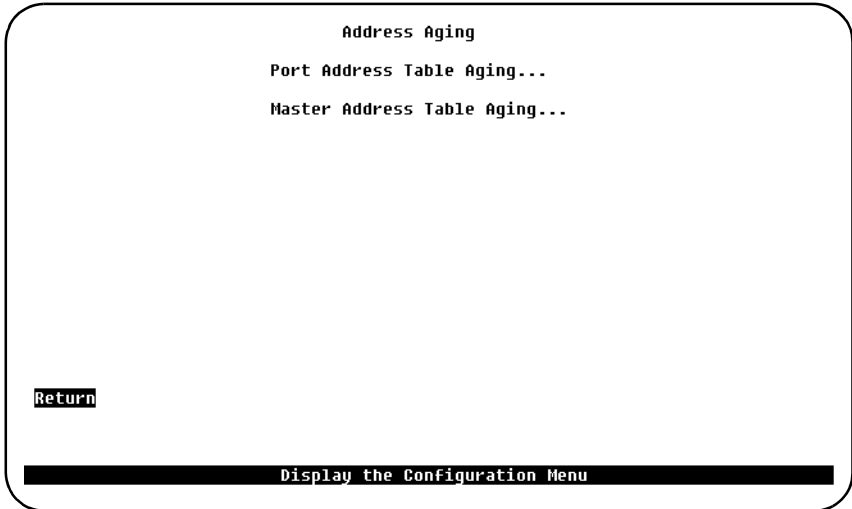 Address Aging
Port Address Table Aging...
Master Address Table Aging...
Return
Display the Configuration Menu